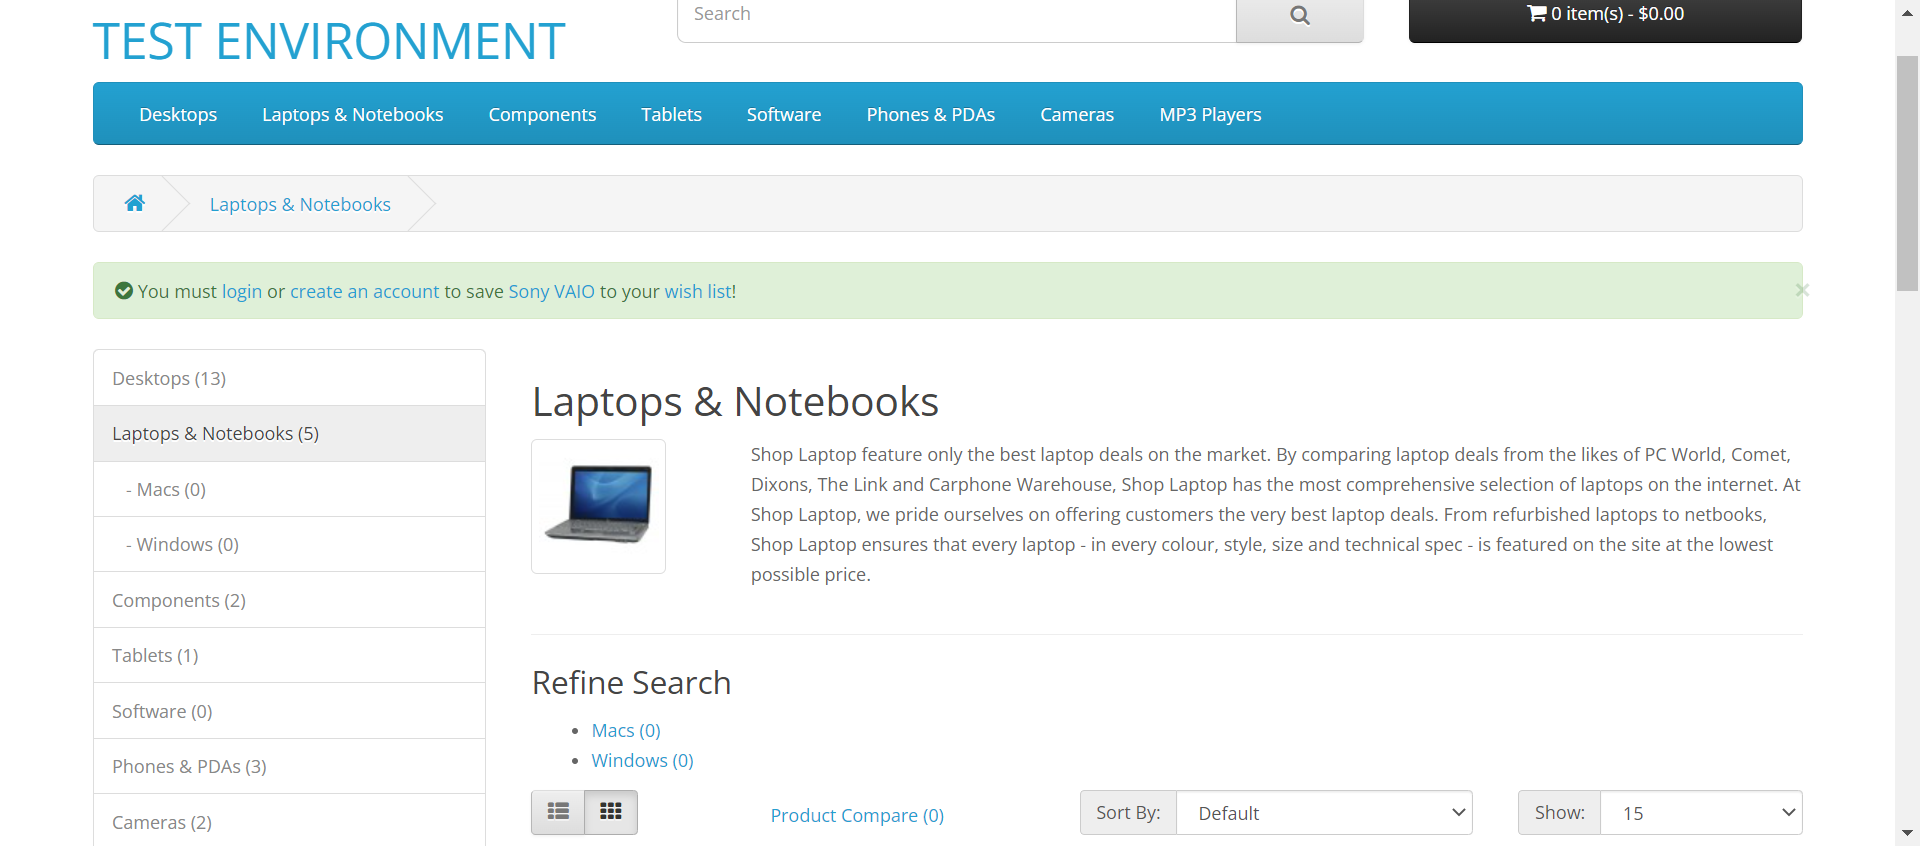 TEST ENVIRONMENT
Search
0 item(s) - $0.00
Desktops Laptops & Notebooks Components Tablets Software Phones & PDAs Cameras MP3 Players
Laptops & Notebooks
You must login or create an account to save Sony VAIO to your wish list!
×
Desktops (13)
Laptops & Notebooks (5)
- Macs (0)
- Windows (0)
Components (2)
Tablets (1)
Software (0)
Phones & PDAs (3)
Cameras (2)
Laptops & Notebooks
Shop Laptop feature only the best laptop deals on the market. By comparing laptop deals from the likes of PC World, Comet,
Dixons, The Link and Carphone Warehouse, Shop Laptop has the most comprehensive selection of laptops on the internet. At
Shop Laptop, we pride ourselves on offering customers the very best laptop deals. From refurbished laptops to netbooks,
Shop Laptop ensures that every laptop - in every colour, style, size and technical spec - is featured on the site at the lowest
possible price.
Refine Search
• Macs (0)
• Windows (0)
Product Compare (0)
Sort By: Default
Show: 15